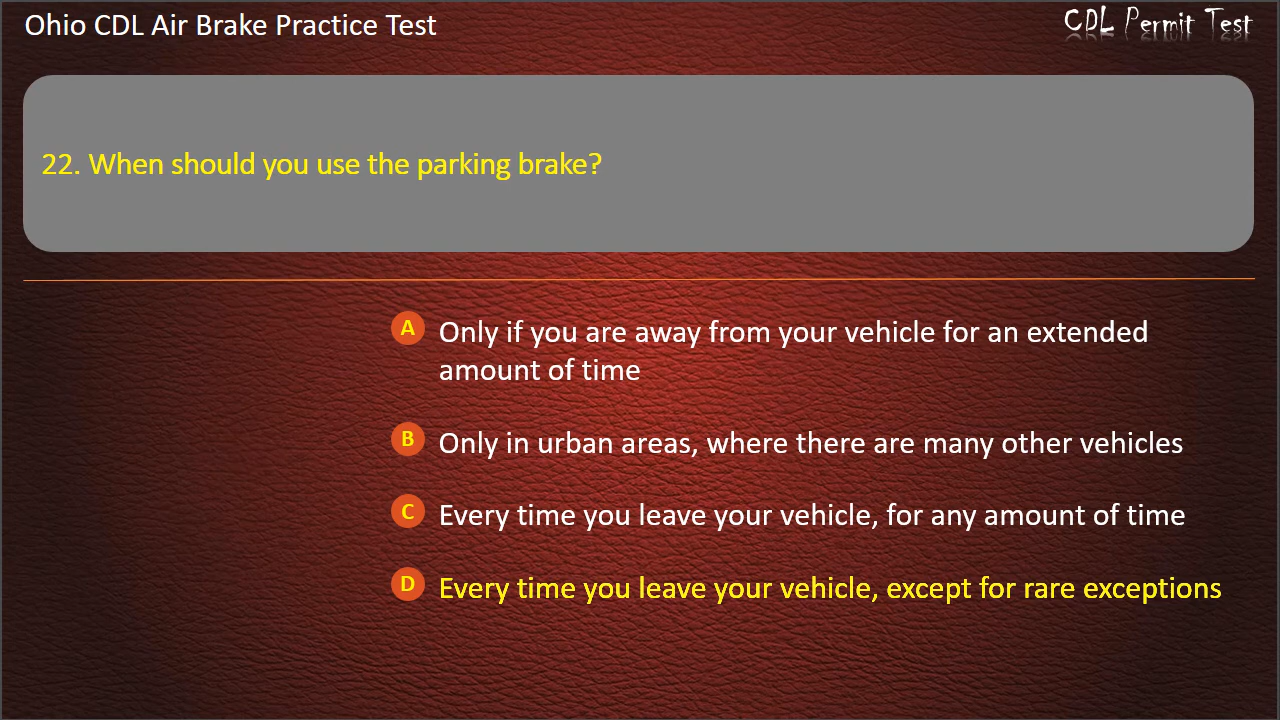 Ohio CDL Air Brake Practice Test
CDL Permit Test
22. When should you use the parking brake?
A Only if you are away from your vehicle for an extended
amount of time
B Only in urban areas, where there are many other vehicles
C Every time you leave your vehicle, for any amount of time
D Every time you leave your vehicle, except for rare exceptions